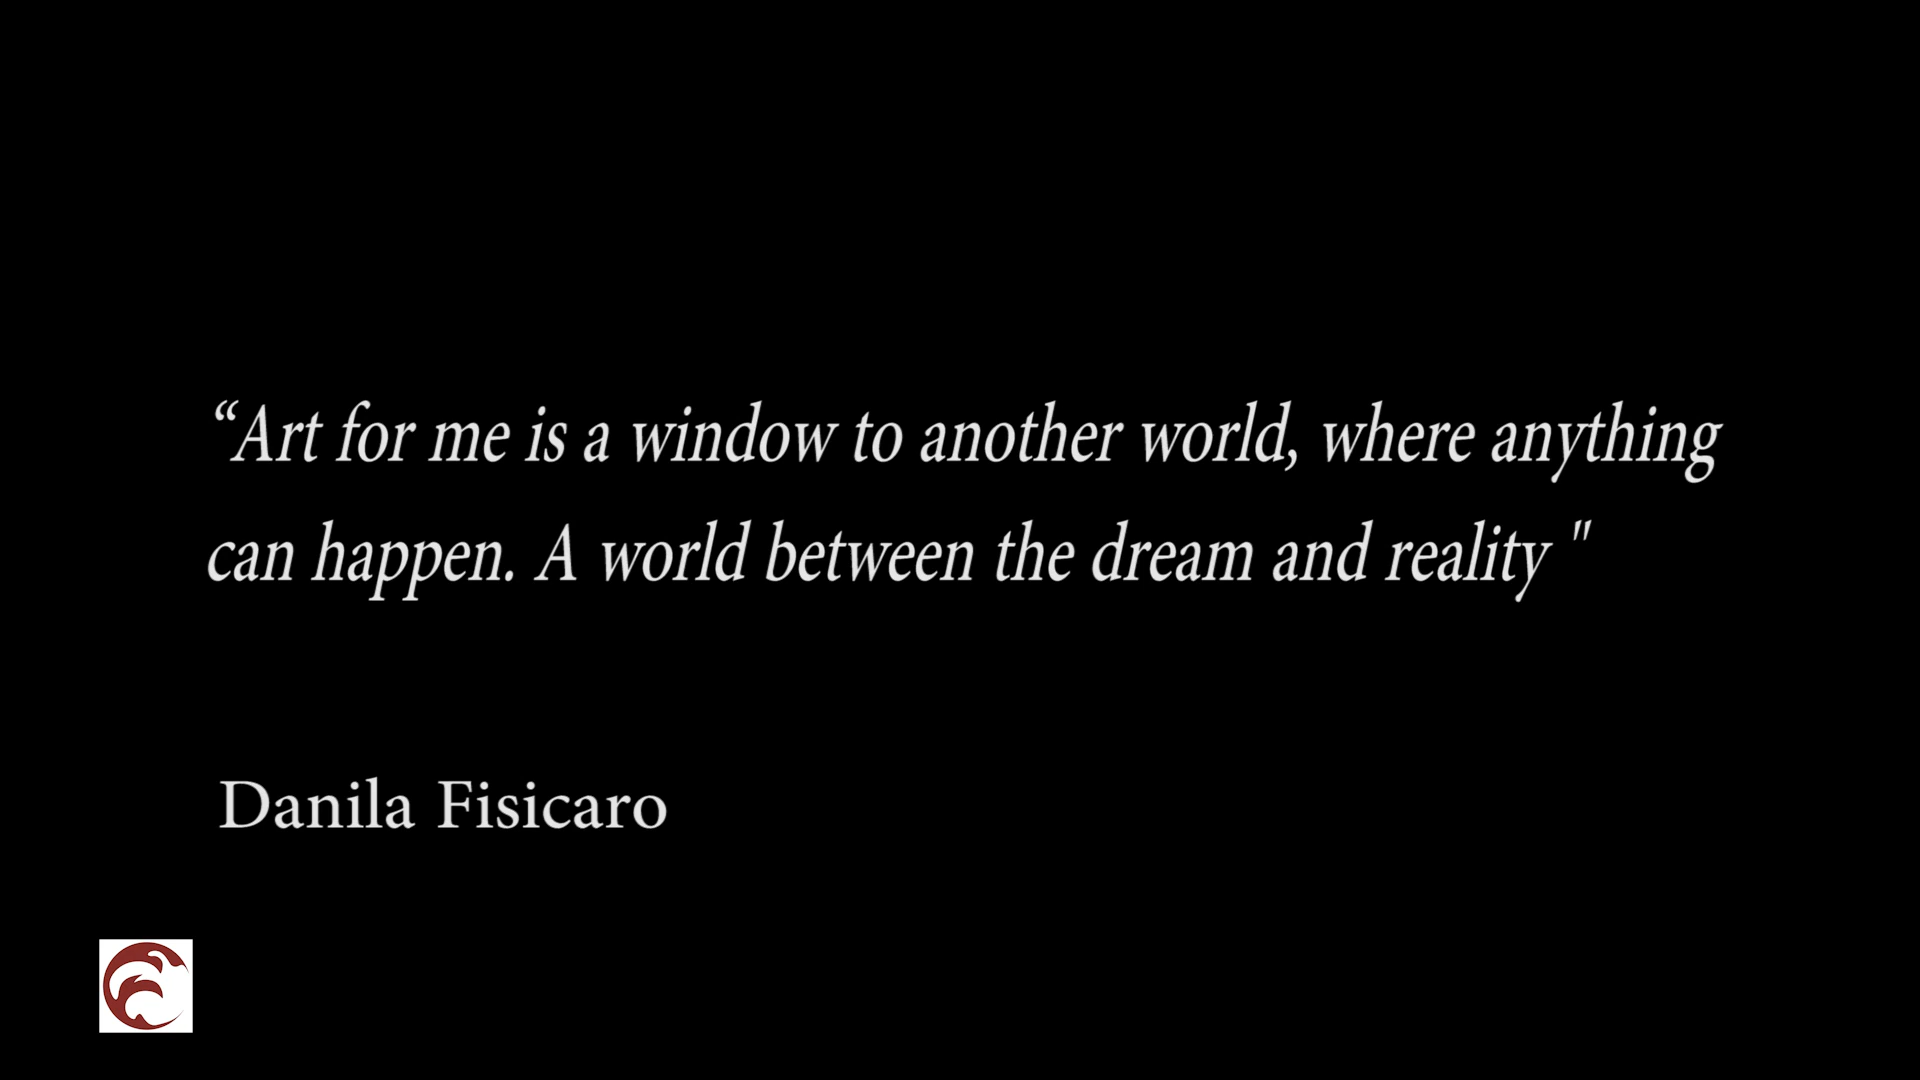 “Art for me is a window to another world, where anything
can happen. A world between the dream and reality "
Danila Fisicaro